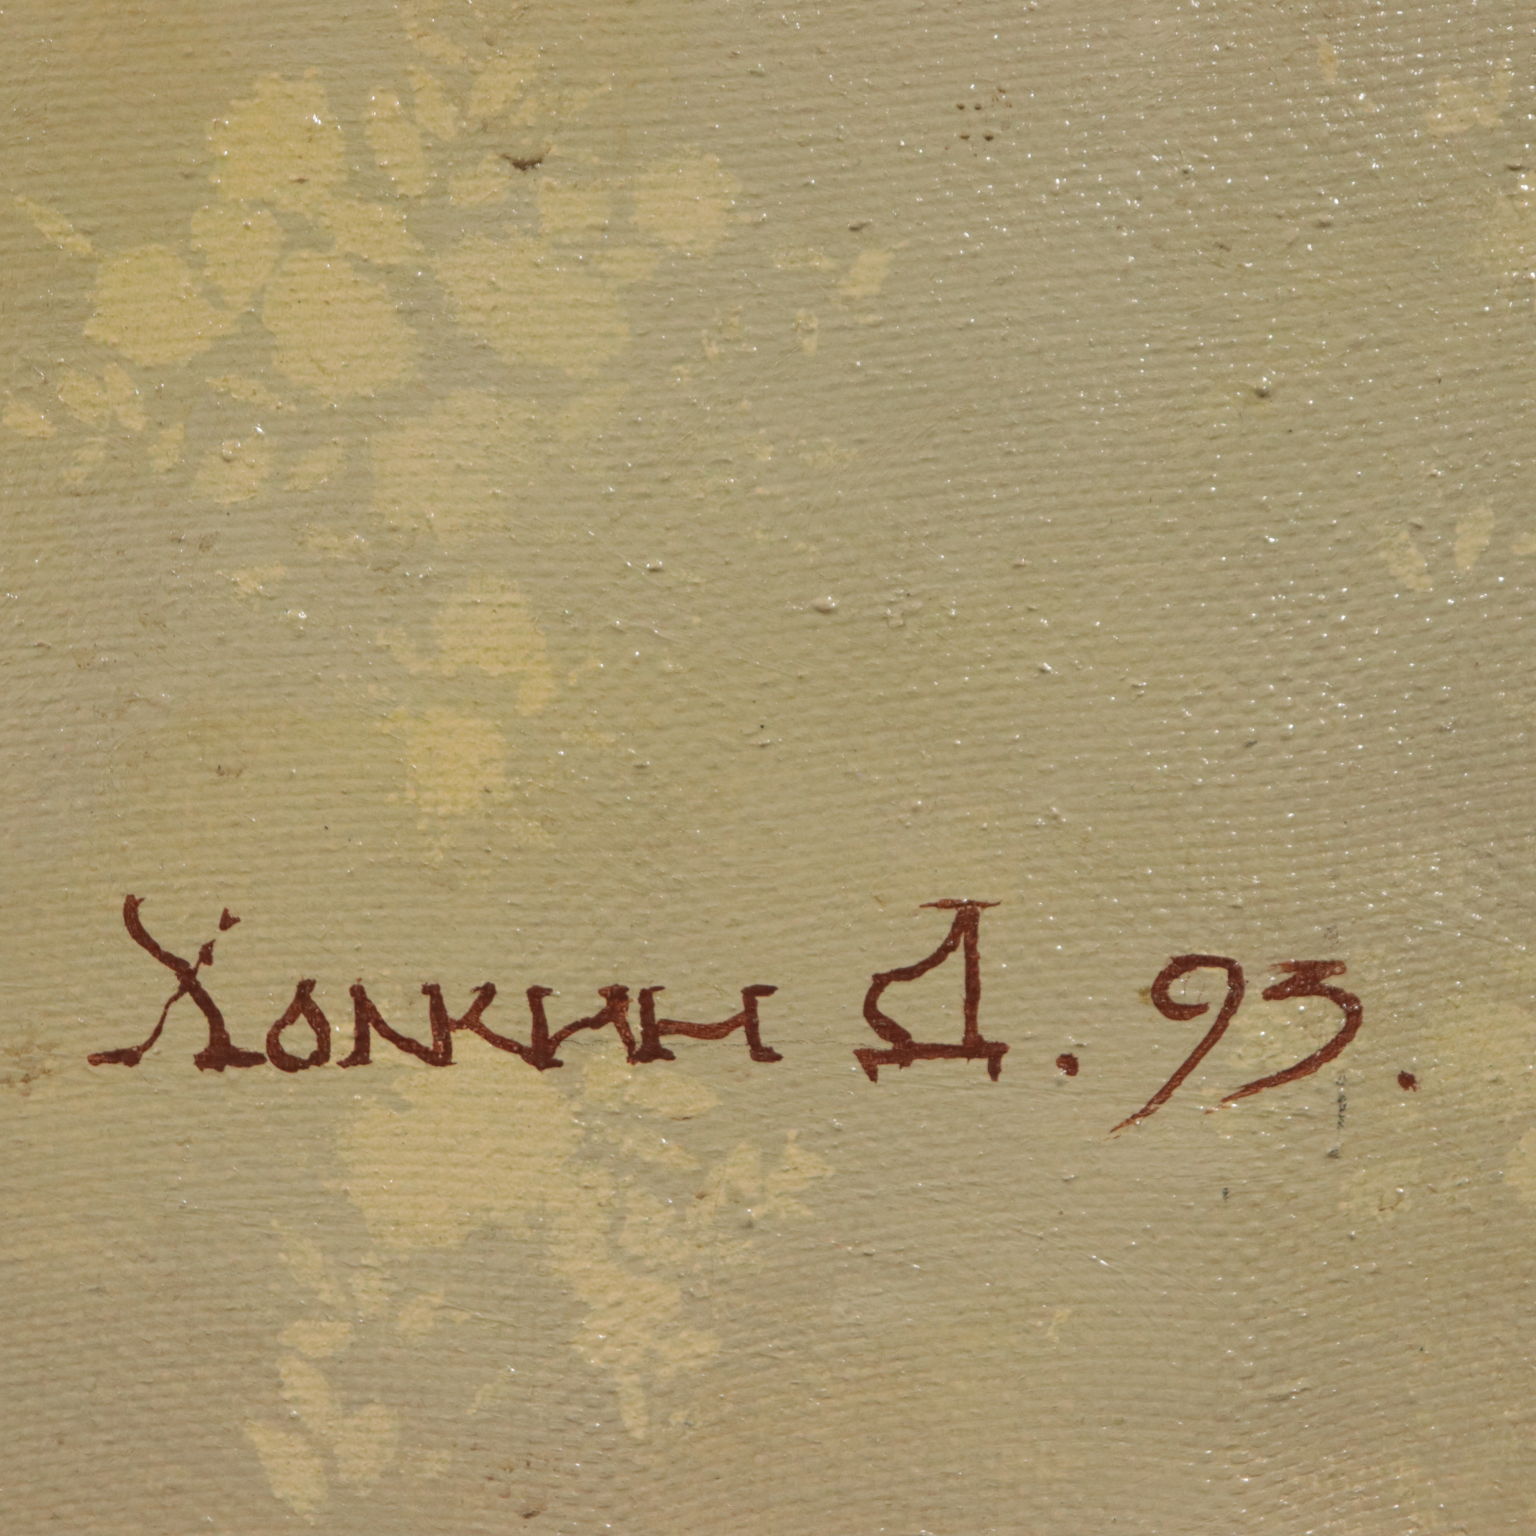 Холкин Д. 93.